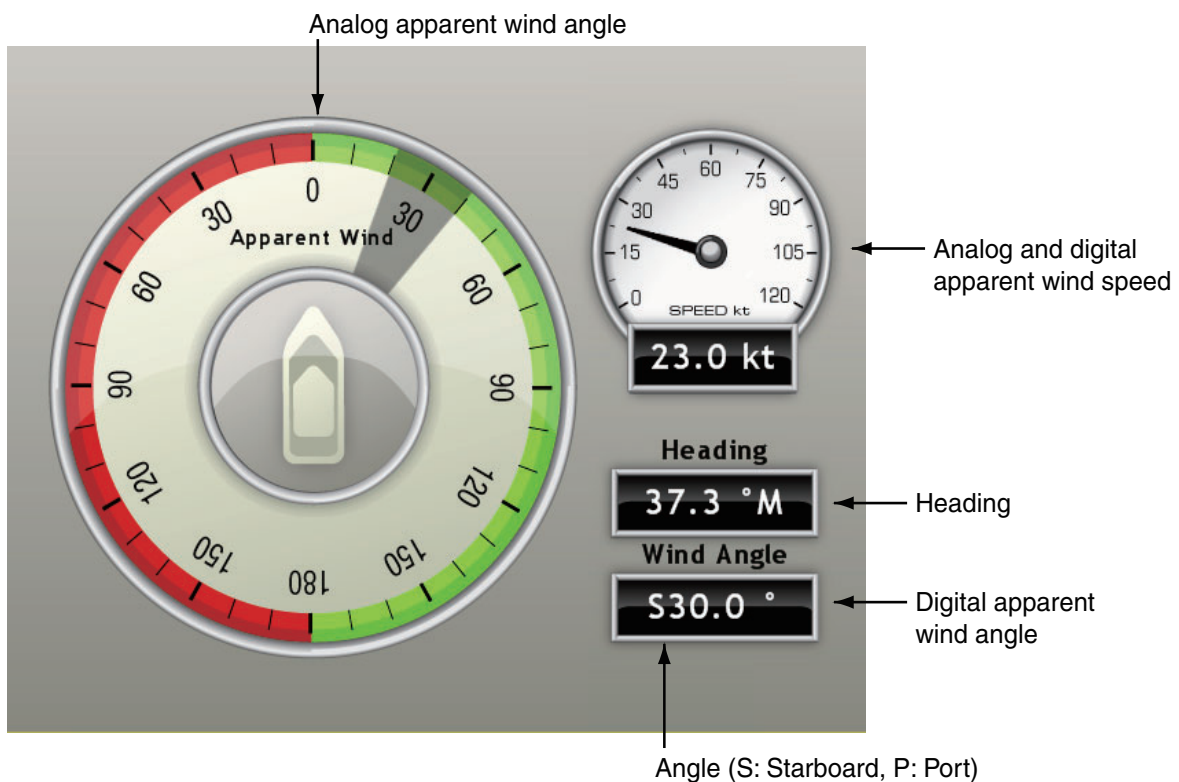 Analog apparent wind angle
0
30
60
90
120
150
180
150
120
90
60
30
Apparent Wind
0
15
30
45
60
75
90
105
120
SPEED kt
23.0 kt
Analog and digital
apparent wind speed
Heading
37.3 °M
Heading
Wind Angle
S30.0 °
Digital apparent
wind angle
Angle (S: Starboard, P: Port)